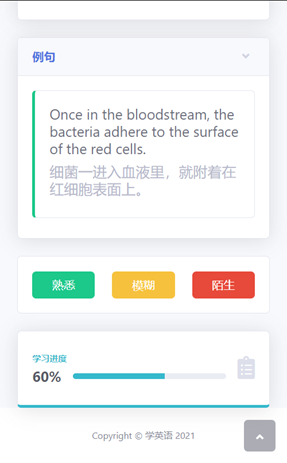 例句
Once in the bloodstream, the
bacteria adhere to the surface
of the red cells.
细菌一进入血液里，就附着在
红细胞表面上。
熟悉
模糊
陌生
学习进度
60%
Copyright © 学英语 2021